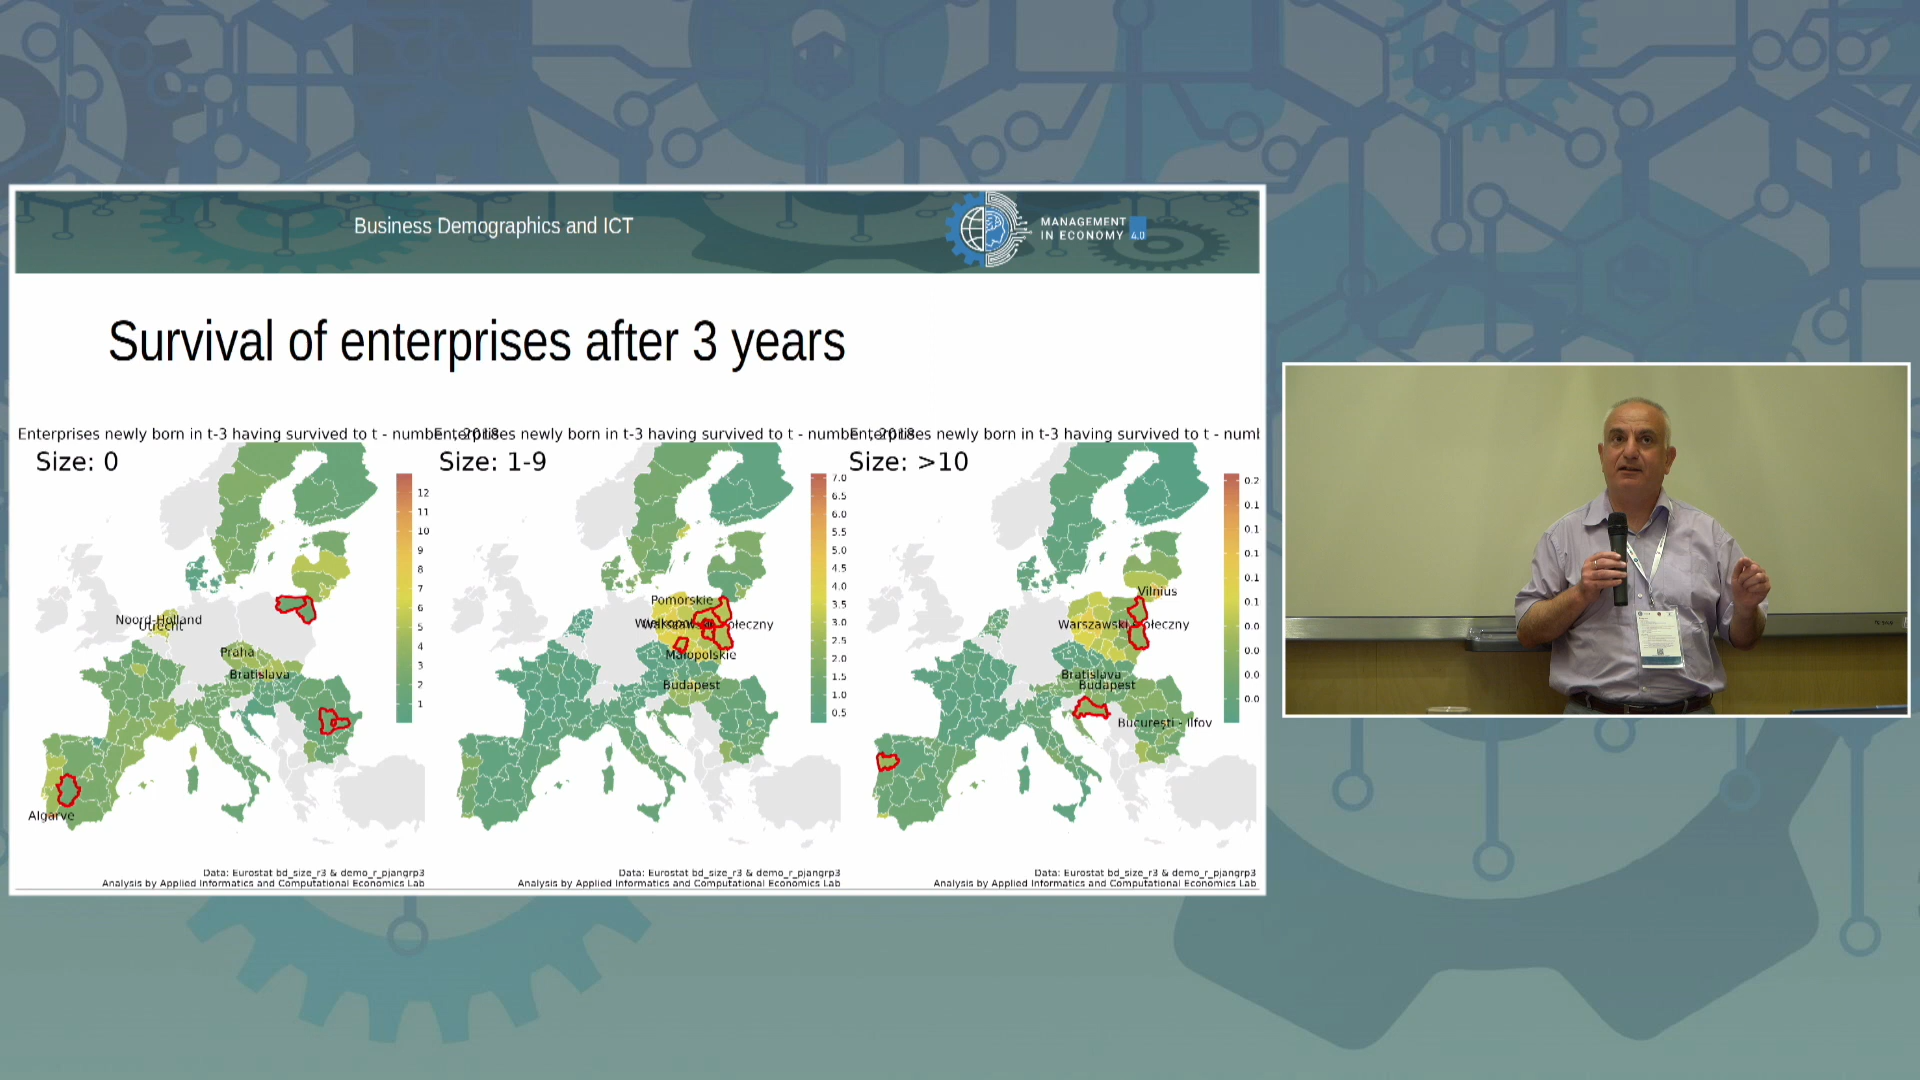 Business Demographics and ICT
MANAGEMENT
IN ECONOMY 4.0
Survival of enterprises after 3 years
Enterprises newly born in t-3 having survived to t - number, 2018
Size: 0
12
11
10
9
8
7
6
5
4
3
2
1
Noord-Holland
Utrecht
Praha
Bratislava
Algarve
Data: Eurostat bd_size_r3 & demo_r_pjangrp3
Analysis by Applied Informatics and Computational Economics Lab
Enterprises newly born in t-3 having survived to t - number, 2018
Size: 1-9
7.0
6.5
6.0
5.5
5.0
4.5
4.0
3.5
3.0
2.5
2.0
1.5
1.0
0.5
Pomorskie
Małopolskie
Budapest
Data: Eurostat bd_size_r3 & demo_r_pjangrp3
Analysis by Applied Informatics and Computational Economics Lab
Enterprises newly born in t-3 having survived to t - numl
Size: >10
0.2
0.1
0.1
0.1
0.1
0.1
0.0
0.0
0.0
0.0
Vilnius
Warszawski
Bratislava
Budapest
Bucureşti - Ilfov
Data: Eurostat bd_size_r3 & demo_r_pjangrp3
Analysis by Applied Informatics and Computational Economics Lab